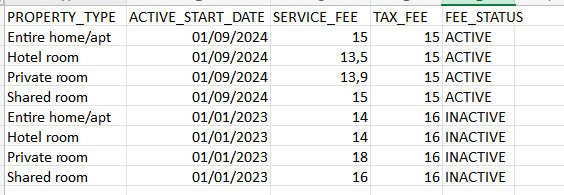 PROPERTY_TYPE ACTIVE_START_DATE SERVICE_FEE TAX_FEE FEE_STATUS
Entire home/apt 01/09/2024 15 15 ACTIVE
Hotel room 01/09/2024 13,5 15 ACTIVE
Private room 01/09/2024 13,9 15 ACTIVE
Shared room 01/09/2024 15 15 ACTIVE
Entire home/apt 01/01/2023 14 16 INACTIVE
Hotel room 01/01/2023 14 16 INACTIVE
Private room 01/01/2023 18 16 INACTIVE
Shared room 01/01/2023 16 16 INACTIVE